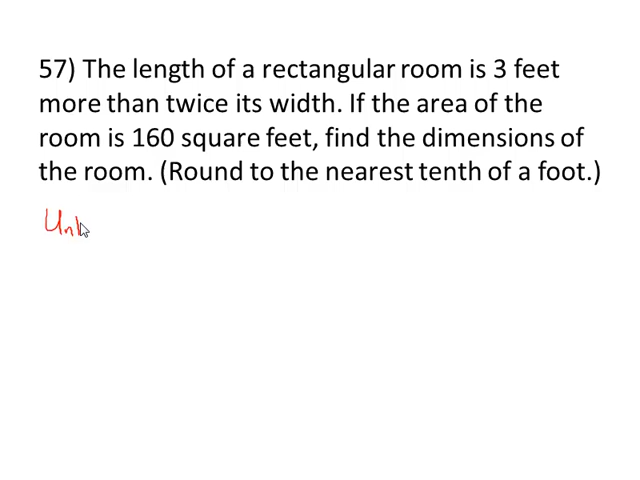 57) The length of a rectangular room is 3 feet
more than twice its width. If the area of the
room is 160 square feet, find the dimensions of
the room. (Round to the nearest tenth of a foot.)